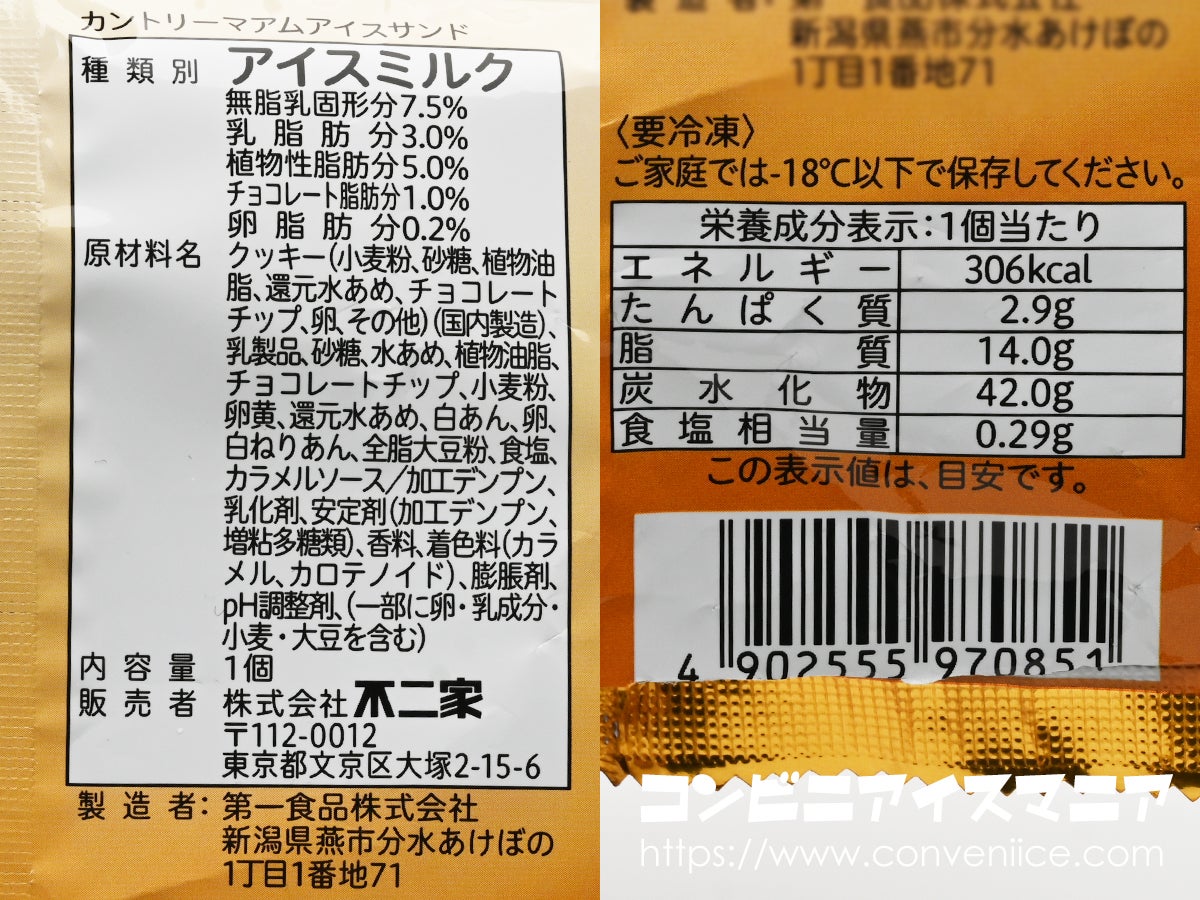 カントリーマアムアイスサンド
種類別 アイスミルク
無脂乳固形分7.5%
乳脂肪分3.0%
植物性脂肪分5.0%
チョコレート脂肪分1.0%
卵脂肪分0.2%
原材料名 クッキー(小麦粉、砂糖、植物油
脂、還元水あめ、チョコレート
チップ、卵、その他)(国内製造)、
乳製品、砂糖、水あめ、植物油脂、
チョコレートチップ、小麦粉、
卵黄、還元水あめ、白あん、卵、
白ねりあん、全脂大豆粉、食塩、
カラメルソース/加工デンプン、
乳化剤、安定剤(加工デンプン、
増粘多糖類)、香料、着色料(カラ
メル、カロテノイド)、膨脹剤、
pH調整剤、(一部に卵・乳成分・
小麦・大豆を含む)
内容量 1個
販売者 株式会社不二家
〒112-0012
東京都文京区大塚2-15-6
製造者:第一食品株式会社
新潟県燕市分水あけぼの
1丁目1番地71
製造者:第一食品株式会社
新潟県燕市分水あけぼの
1丁目1番地71
〈要冷凍〉
ご家庭では-18℃以下で保存してください。
栄養成分表示:1個当たり
エネルギー 306kcal
たんぱく質 2.9g
脂質 14.0g
炭水化物 42.0g
食塩相当量 0.29g
この表示値は、目安です。
4 902555 970851
コンビニアイスマニア
https://www.conveniice.com